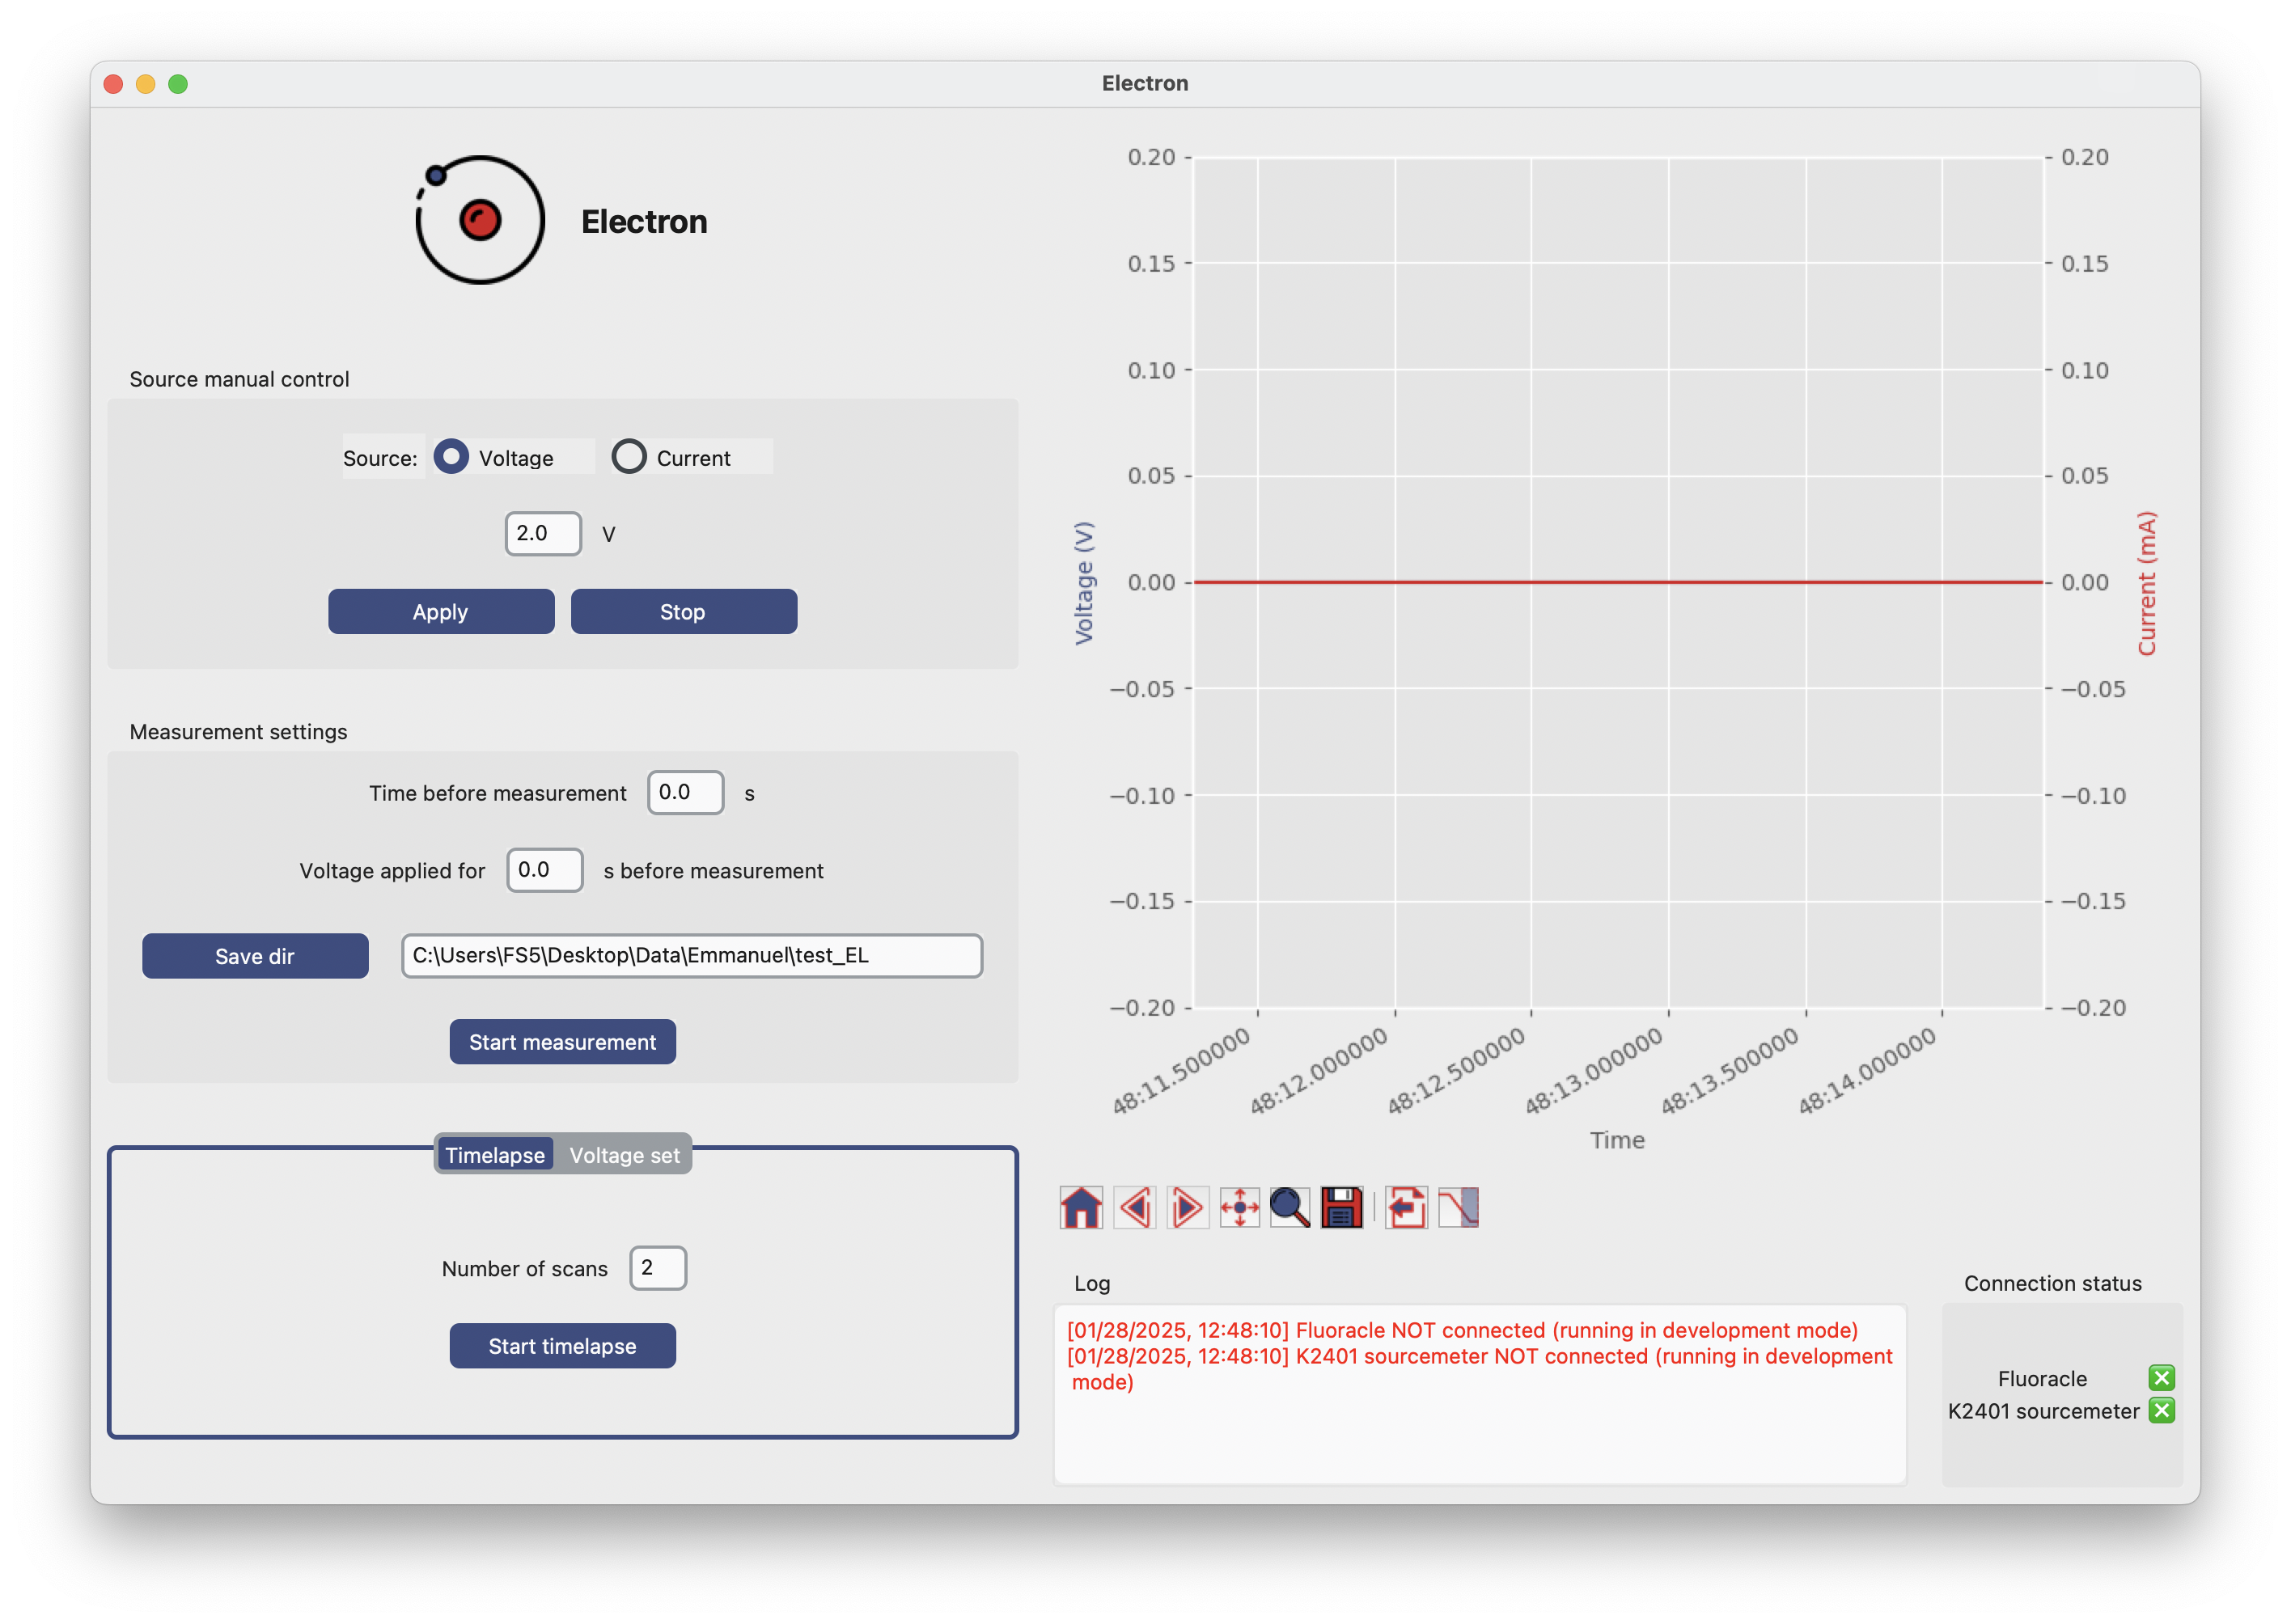 Electron
Electron
Source manual control
Source: Voltage Current
2.0 V
Apply Stop
Measurement settings
Time before measurement 0.0 s
Voltage applied for 0.0 s before measurement
Save dir C:\Users\FS5\Desktop\Data\Emmanuel\test_EL
Start measurement
Timelapse Voltage set
Number of scans 2
Start timelapse
0.20 0.20
0.15 0.15
0.10 0.10
0.05 0.05
0.00 0.00
−0.05 −0.05
−0.10 −0.10
−0.15 −0.15
−0.20 −0.20
Voltage (V)
Current (mA)
48:11.500000 48:12.000000 48:12.500000 48:13.000000 48:13.500000 48:14.000000
Time
Log
[01/28/2025, 12:48:10] Fluoracle NOT connected (running in development mode)
[01/28/2025, 12:48:10] K2401 sourcemeter NOT connected (running in development
mode)
Connection status
Fluoracle
K2401 sourcemeter